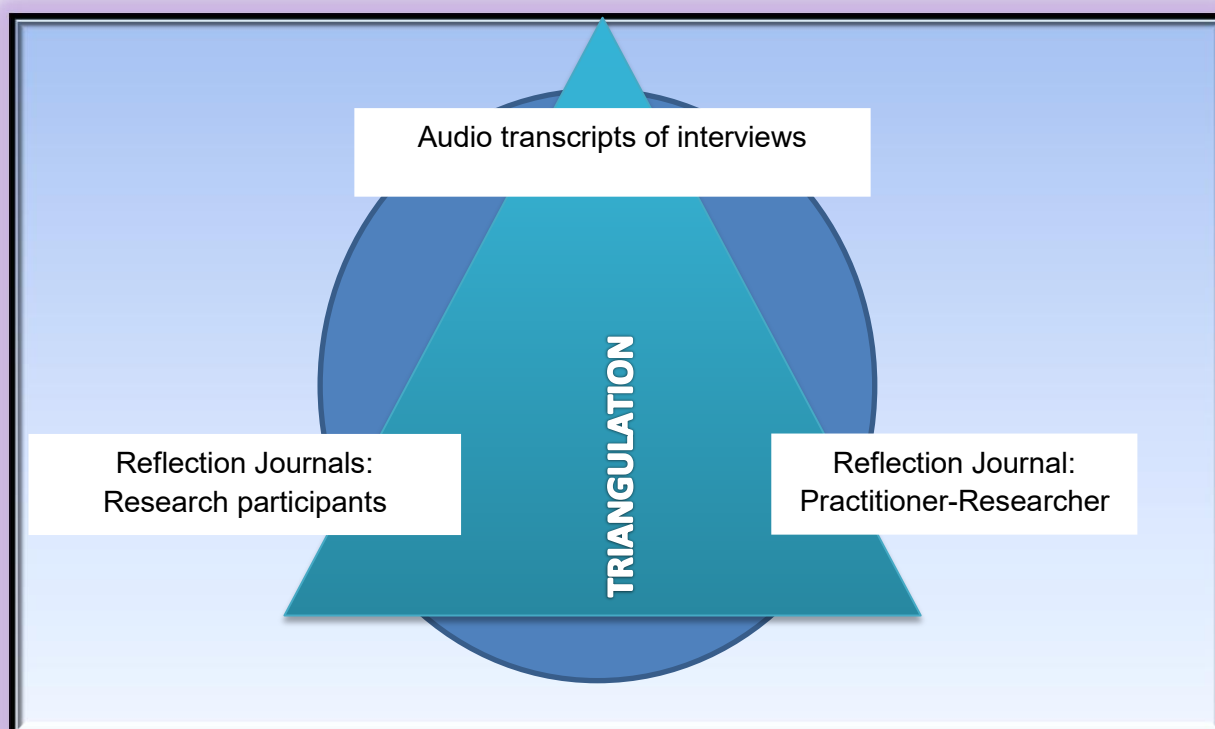 Audio transcripts of interviews
TRIANGULATION
Reflection Journals:
Research participants
Reflection Journal:
Practitioner-Researcher